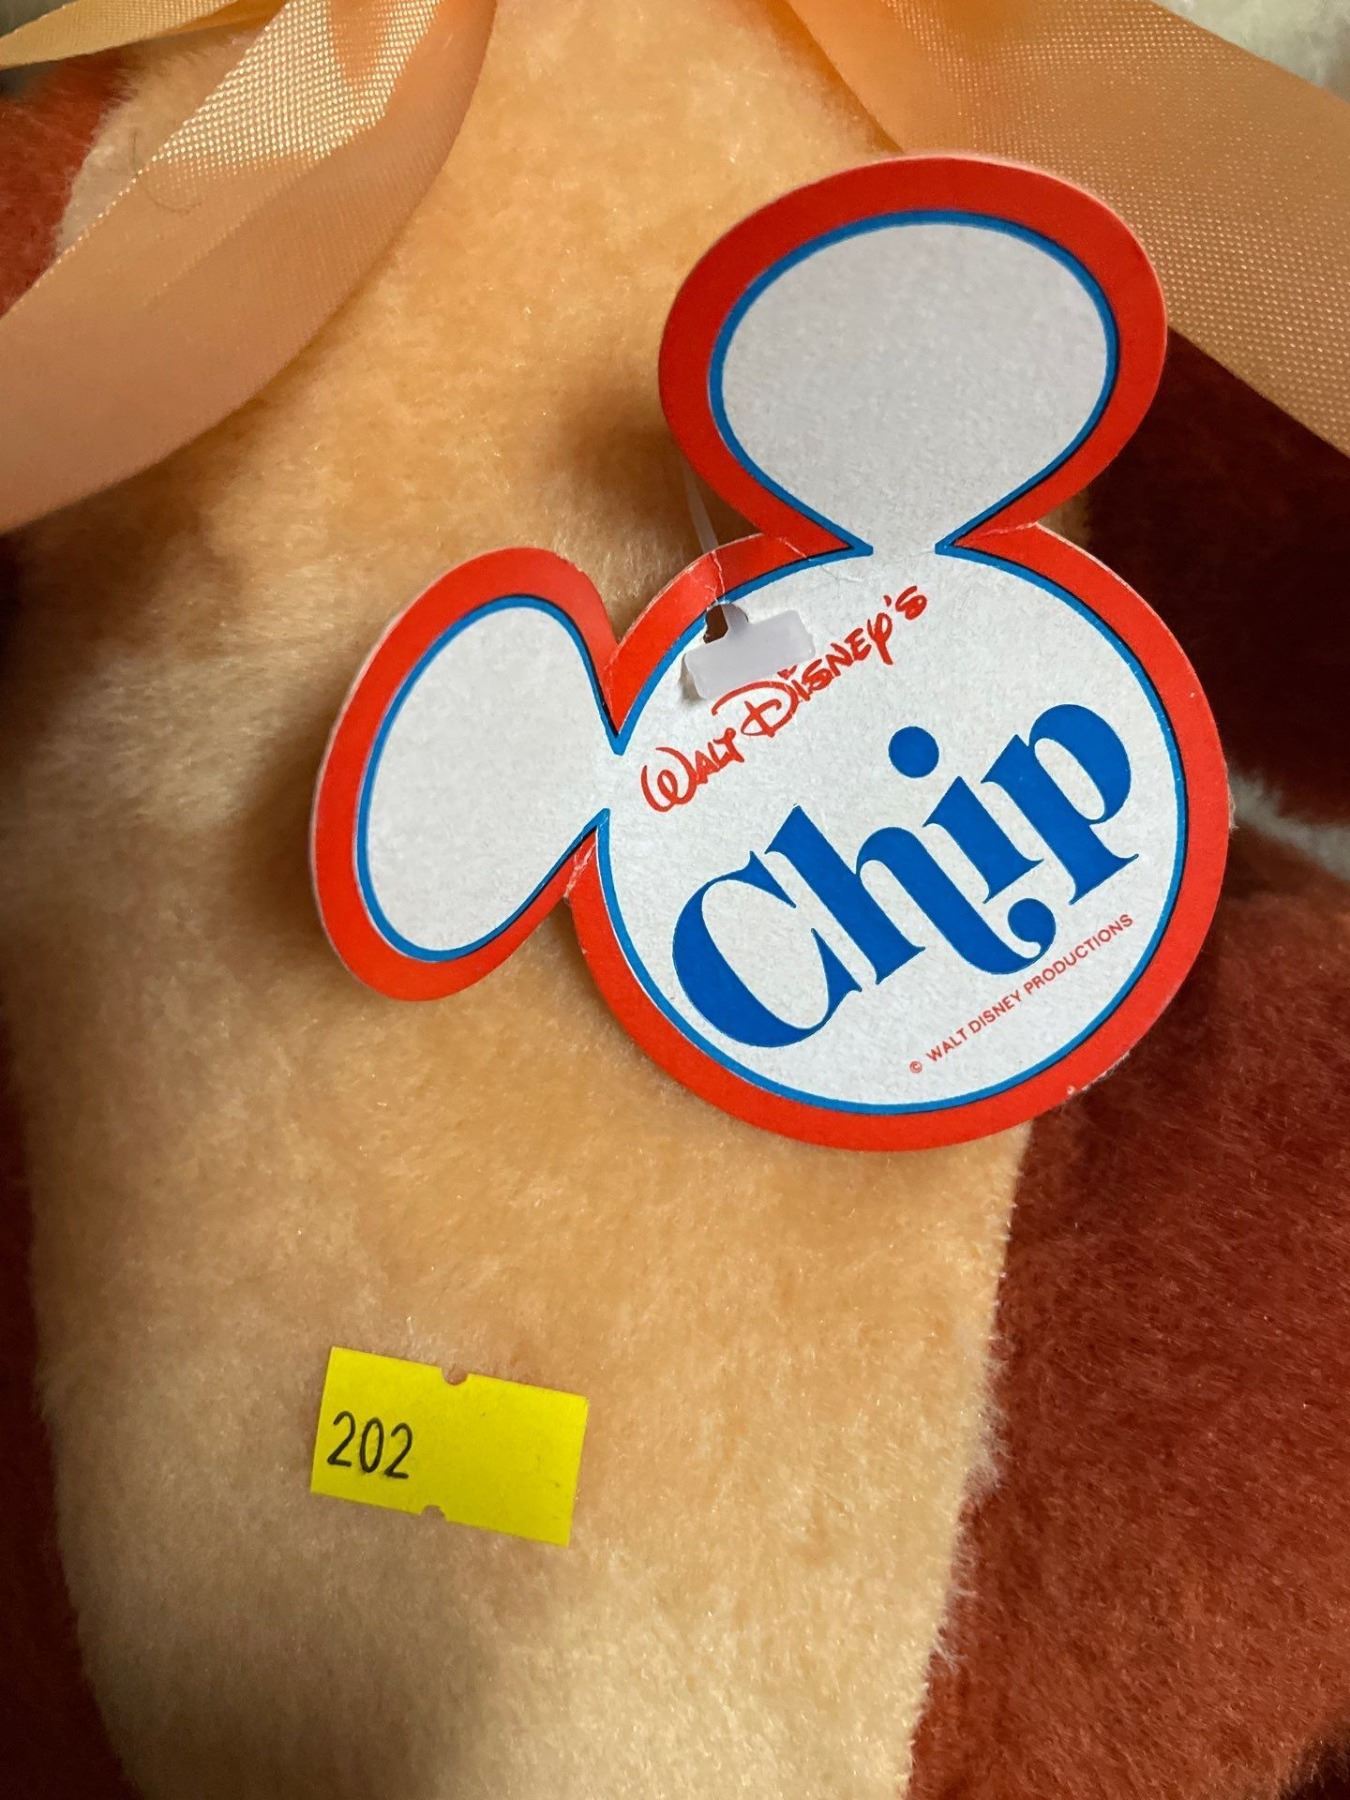 WALT DISNEY'S
Chip
© WALT DISNEY PRODUCTIONS
202